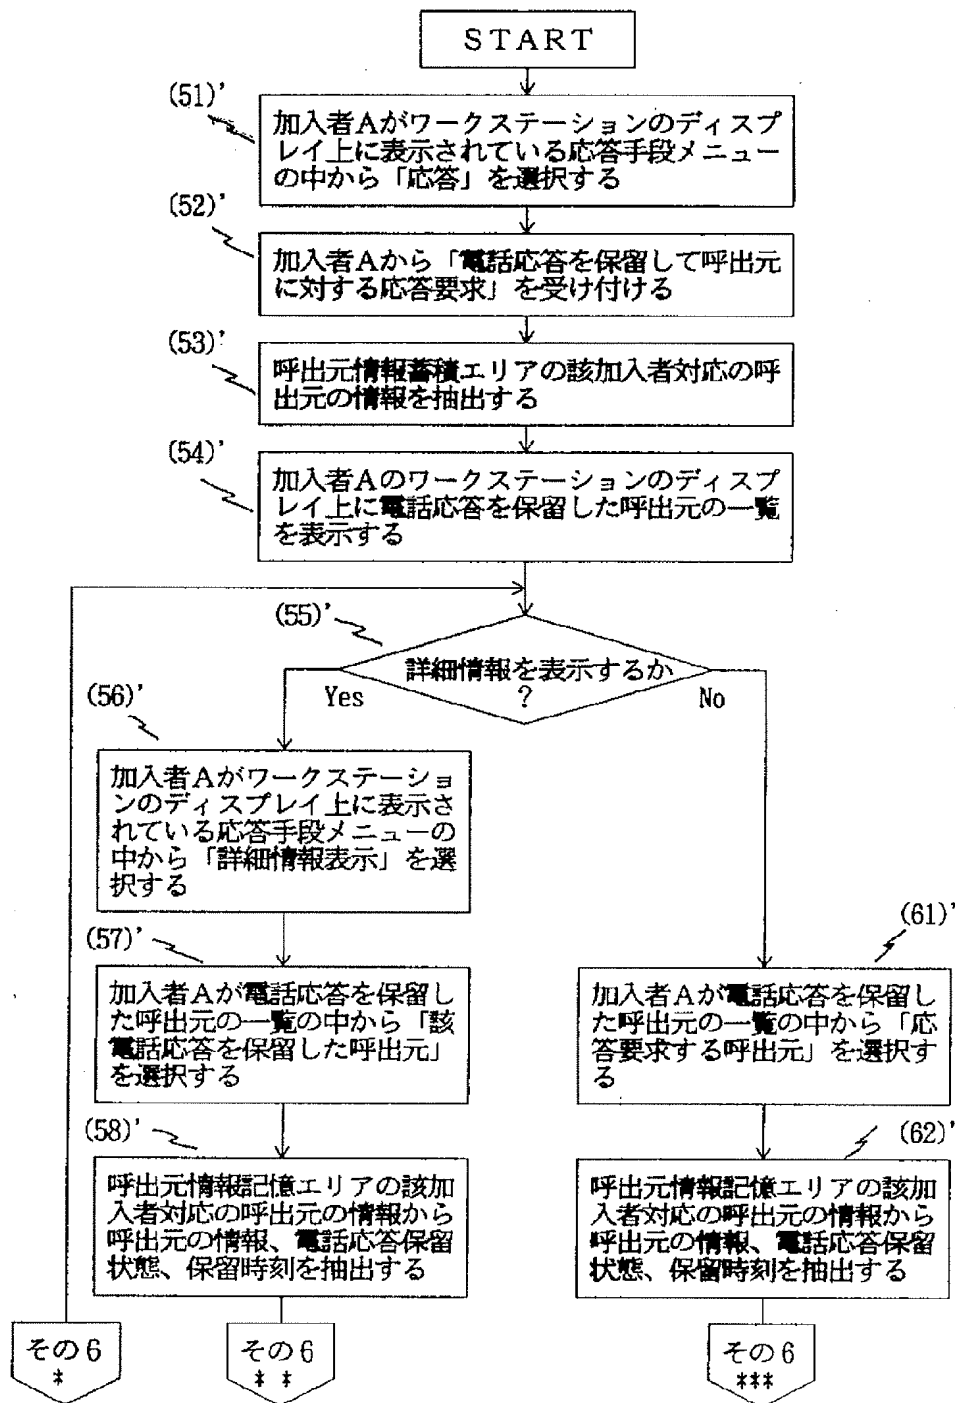 START
(51)’
加入者Aがワークステーションのディスプ
レイ上に表示されている応答手段メニュー
の中から「応答」を選択する
(52)’
加入者Aから「電話応答を保留して呼出元
に対する応答要求」を受け付ける
(53)’
呼出元情報蓄積エリアの該加入者対応の呼
出元の情報を抽出する
(54)’
加入者Aのワークステーションのディスプ
レイ上に電話応答を保留した呼出元の一覧
を表示する
(55)’
詳細情報を表示するか
?
Yes
No
(56)’
加入者Aがワークステーショ
ンのディスプレイ上に表示さ
れている応答手段メニューの
中から「詳細情報表示」を選
択する
(57)’
加入者Aが電話応答を保留し
た呼出元の一覧の中から「該
電話応答を保留した呼出元」
を選択する
(58)’
呼出元情報記憶エリアの該加
入者対応の呼出元の情報から
呼出元の情報、電話応答保留
状態、保留時刻を抽出する
(61)’
加入者Aが電話応答を保留し
た呼出元の一覧の中から「応
答要求する呼出元」を選択す
る
(62)’
呼出元情報記憶エリアの該加
入者対応の呼出元の情報から
呼出元の情報、電話応答保留
状態、保留時刻を抽出する
その6
*
その6
* *
その6
***